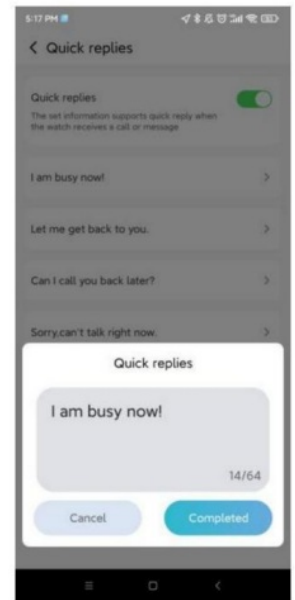 5:17 PM
Quick replies
Quick replies
The set information supports quick reply when
the watch receives a call or message
I am busy now!
Let me get back to you.
Can I call you back later?
Sorry,can't talk right now.
Quick replies
I am busy now!
14/64
Cancel
Completed